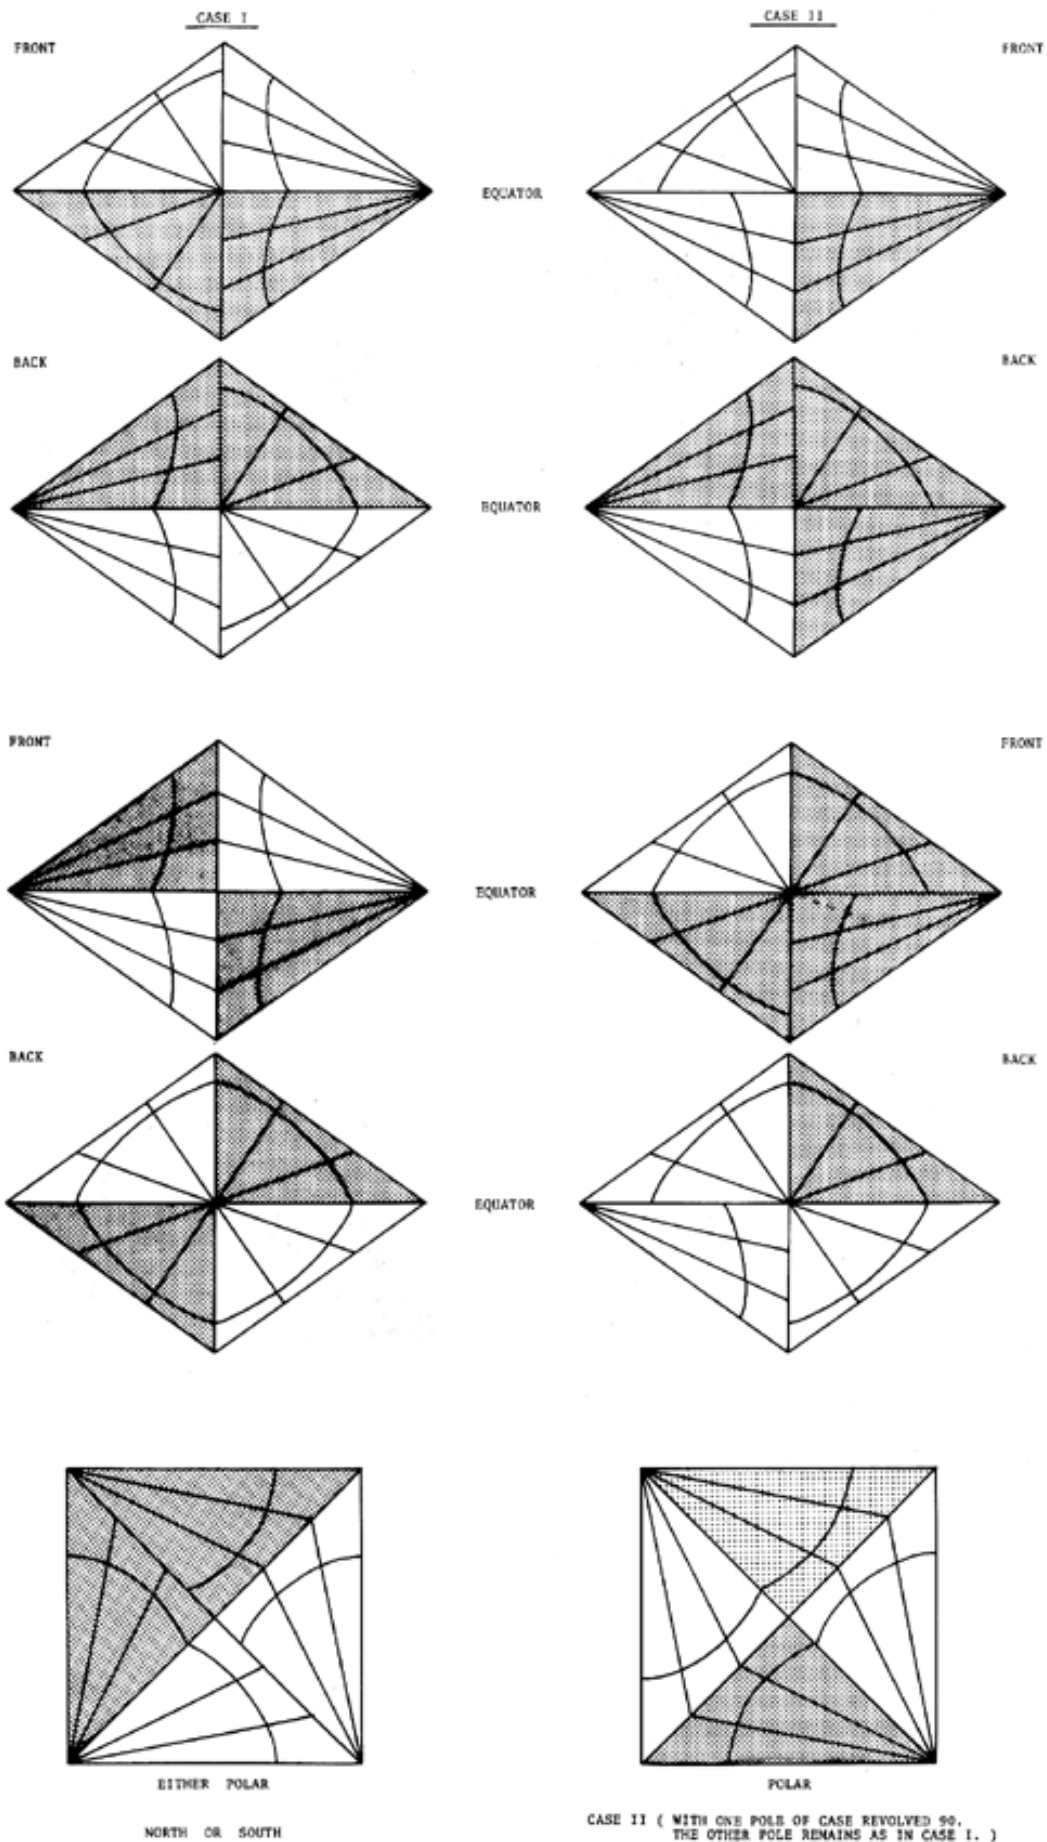 CASE I
CASE II
FRONT
FRONT
EQUATOR
BACK
BACK
EQUATOR
FRONT
FRONT
EQUATOR
BACK
BACK
EQUATOR
EITHER POLAR
POLAR
NORTH OR SOUTH
CASE II ( WITH ONE POLE OF CASE REVOLVED 90.
THE OTHER POLE REMAINS AS IN CASE I. )